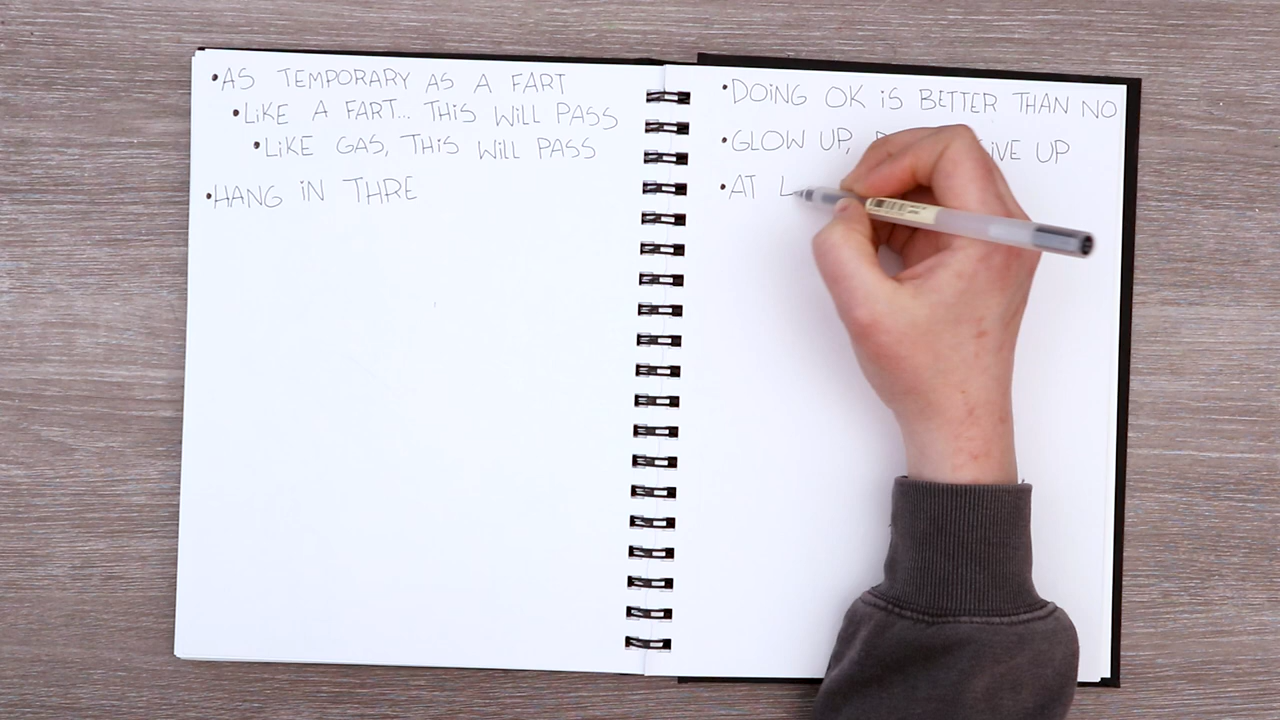 •AS TEMPORARY AS A FART
•LIKE A FART... THIS WILL PASS
•LIKE GAS, THIS WILL PASS
•HANG IN THRE
•DOING OK IS BETTER THAN NO
•GLOW UP, UP
•AT L